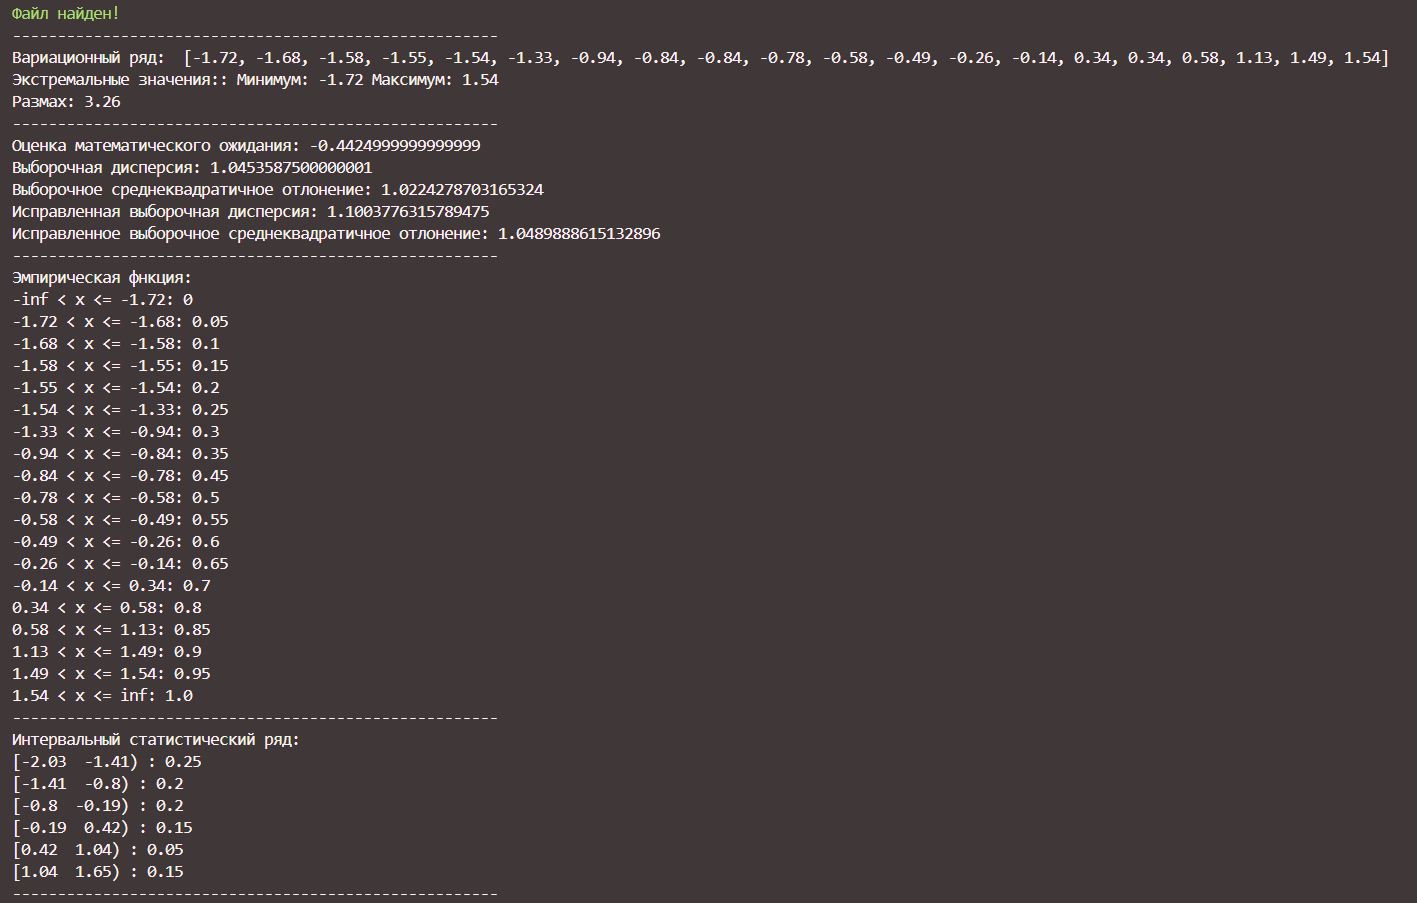 Файл найден!
------------------------------------------------------
Вариационный ряд:  [-1.72, -1.68, -1.58, -1.55, -1.54, -1.33, -0.94, -0.84, -0.84, -0.78, -0.58, -0.49, -0.26, -0.14, 0.34, 0.34, 0.58, 1.13, 1.49, 1.54]
Экстремальные значения:: Минимум: -1.72 Максимум: 1.54
Размах: 3.26
------------------------------------------------------
Оценка математического ожидания: -0.4424999999999999
Выборочная дисперсия: 1.0453587500000001
Выборочное среднеквадратичное отлонение: 1.0224278703165324
Исправленная выборочная дисперсия: 1.1003776315789475
Исправленное выборочное среднеквадратичное отлонение: 1.0489888615132896
------------------------------------------------------
Эмпирическая фнкция:
-inf < x <= -1.72: 0
-1.72 < x <= -1.68: 0.05
-1.68 < x <= -1.58: 0.1
-1.58 < x <= -1.55: 0.15
-1.55 < x <= -1.54: 0.2
-1.54 < x <= -1.33: 0.25
-1.33 < x <= -0.94: 0.3
-0.94 < x <= -0.84: 0.35
-0.84 < x <= -0.78: 0.45
-0.78 < x <= -0.58: 0.5
-0.58 < x <= -0.49: 0.55
-0.49 < x <= -0.26: 0.6
-0.26 < x <= -0.14: 0.65
-0.14 < x <= 0.34: 0.7
0.34 < x <= 0.58: 0.8
0.58 < x <= 1.13: 0.85
1.13 < x <= 1.49: 0.9
1.49 < x <= 1.54: 0.95
1.54 < x <= inf: 1.0
------------------------------------------------------
Интервальный статистический ряд:
[-2.03  -1.41) : 0.25
[-1.41  -0.8) : 0.2
[-0.8  -0.19) : 0.2
[-0.19  0.42) : 0.15
[0.42  1.04) : 0.05
[1.04  1.65) : 0.15
------------------------------------------------------